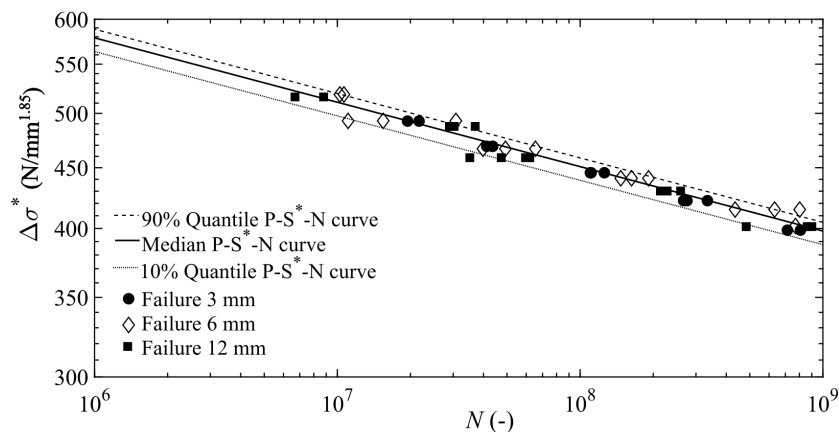 600
550
500
450
400
350
300
Δσ* (N/mm^1.85)
90% Quantile P-S*-N curve
Median P-S*-N curve
10% Quantile P-S*-N curve
Failure 3 mm
Failure 6 mm
Failure 12 mm
10^6
10^7
10^8
10^9
N (-)